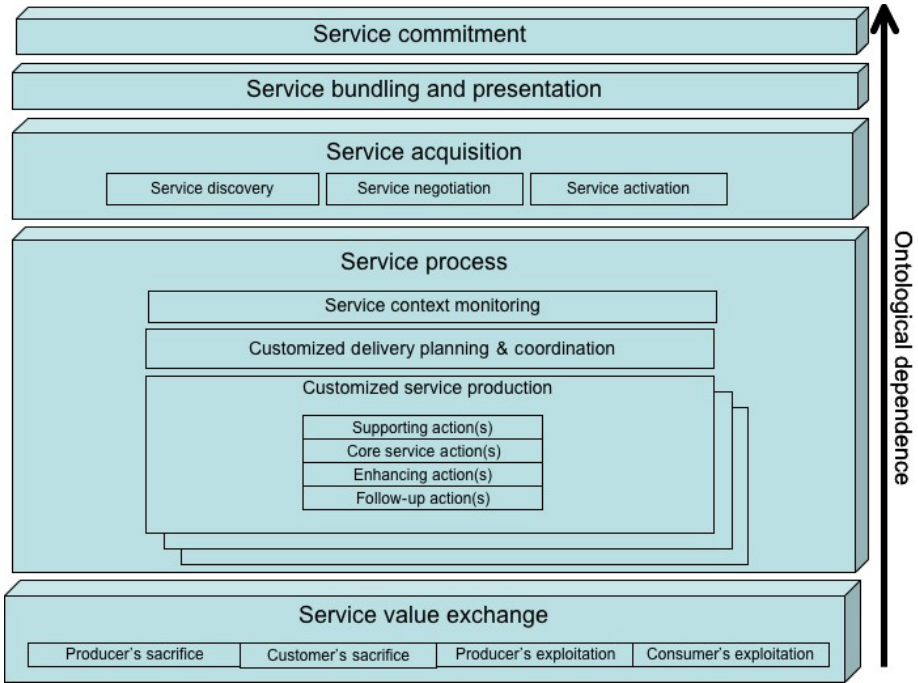 Service commitment
Service bundling and presentation
Service acquisition
Service discovery
Service negotiation
Service activation
Service process
Service context monitoring
Customized delivery planning & coordination
Customized service production
Supporting action(s)
Core service action(s)
Enhancing action(s)
Follow-up action(s)
Service value exchange
Producer's sacrifice
Customer's sacrifice
Producer's exploitation
Consumer's exploitation
Ontological dependence